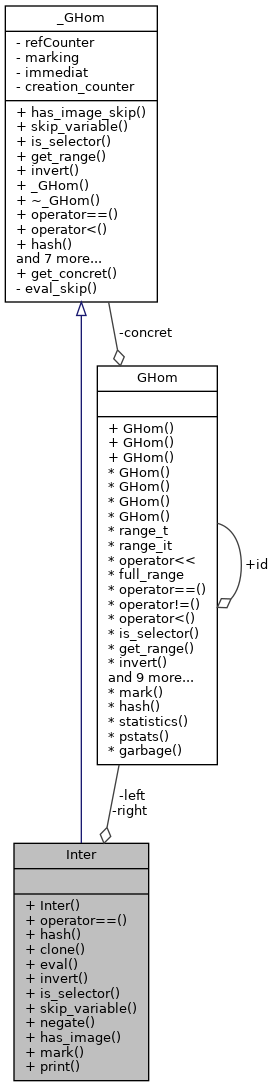 _GHom
- refCounter
- marking
- immediat
- creation_counter
+ has_image_skip()
+ skip_variable()
+ is_selector()
+ get_range()
+ invert()
+ _GHom()
+ ~_GHom()
+ operator==()
+ operator<()
+ hash()
and 7 more...
+ get_concret()
- eval_skip()
-concret
GHom
+ GHom()
+ GHom()
+ GHom()
* GHom()
* GHom()
* GHom()
* GHom()
* range_t
* range_it
* operator<<
* full_range
* operator==()
* operator!=()
* operator<()
* is_selector()
* get_range()
* invert()
and 9 more...
* mark()
* hash()
* statistics()
* pstats()
* garbage()
+id
-left
-right
Inter
+ Inter()
+ operator==()
+ hash()
+ clone()
+ eval()
+ invert()
+ is_selector()
+ skip_variable()
+ negate()
+ has_image()
+ mark()
+ print()